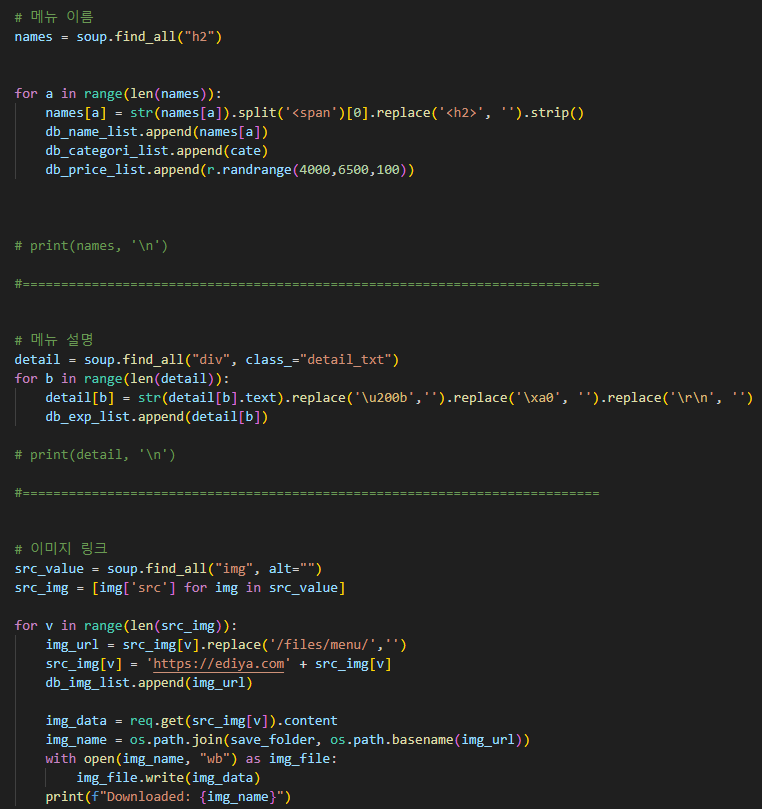 # 메뉴 이름
names = soup.find_all("h2")
for a in range(len(names)):
names[a] = str(names[a]).split('<span')[0].replace('<h2>', '').strip()
db_name_list.append(names[a])
db_categori_list.append(cate)
db_price_list.append(r.randrange(4000,6500,100))
# print(names, '\n')
#===========================================================================
# 메뉴 설명
detail = soup.find_all("div", class_="detail_txt")
for b in range(len(detail)):
detail[b] = str(detail[b].text).replace('\u200b','').replace('\xa0', '').replace('\r\n', '')
db_exp_list.append(detail[b])
# print(detail, '\n')
#===========================================================================
# 이미지 링크
src_value = soup.find_all("img", alt="")
src_img = [img['src'] for img in src_value]
for v in range(len(src_img)):
img_url = src_img[v].replace('/files/menu/','')
src_img[v] = 'https://ediya.com' + src_img[v]
db_img_list.append(img_url)
img_data = req.get(src_img[v]).content
img_name = os.path.join(save_folder, os.path.basename(img_url))
with open(img_name, "wb") as img_file:
img_file.write(img_data)
print(f"Downloaded: {img_name}")